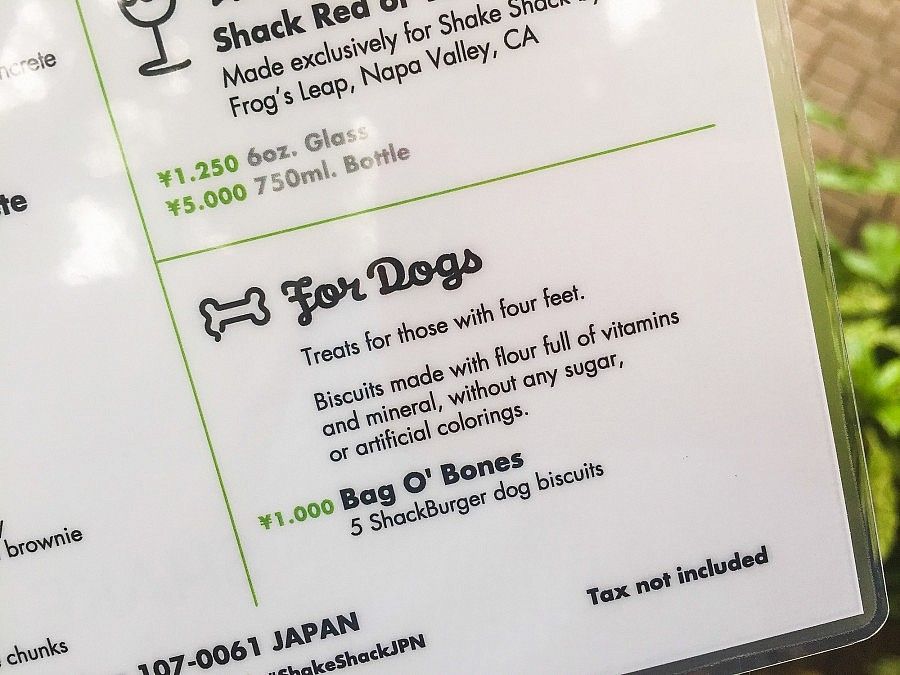 ncrete
te
brownie
chunks
Shack Red or
Made exclusively for Shake Shack by
Frog's Leap, Napa Valley, CA
¥1.250 6oz. Glass
¥5.000 750ml. Bottle
For Dogs
Treats for those with four feet.
Biscuits made with flour full of vitamins
and mineral, without any sugar,
or artificial colorings.
¥1.000 Bag O' Bones
5 ShackBurger dog biscuits
Tax not included
107-0061 JAPAN
#ShakeShackJPN